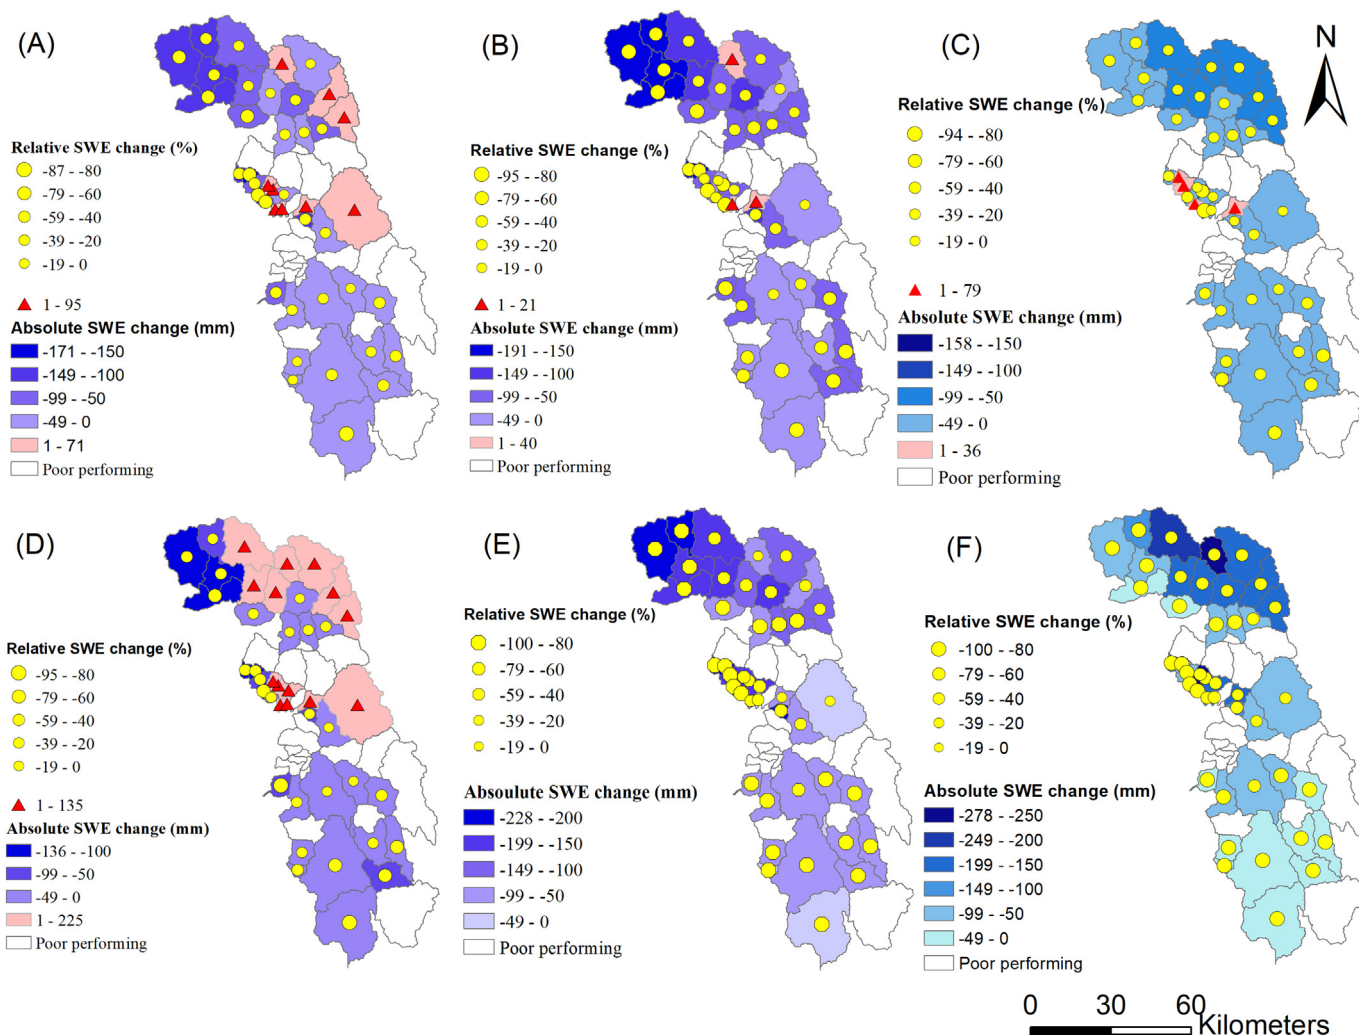 (A)
Relative SWE change (%)
-87 - -80
-79 - -60
-59 - -40
-39 - -20
-19 - 0
1 - 95
Absolute SWE change (mm)
-171 - -150
-149 - -100
-99 - -50
-49 - 0
1 - 71
Poor performing
(B)
Relative SWE change (%)
-95 - -80
-79 - -60
-59 - -40
-39 - -20
-19 - 0
1 - 21
Absolute SWE change (mm)
-191 - -150
-149 - -100
-99 - -50
-49 - 0
1 - 40
Poor performing
(C)
N
Relative SWE change (%)
-94 - -80
-79 - -60
-59 - -40
-39 - -20
-19 - 0
1 - 79
Absolute SWE change (mm)
-158 - -150
-149 - -100
-99 - -50
-49 - 0
1 - 36
Poor performing
(D)
Relative SWE change (%)
-95 - -80
-79 - -60
-59 - -40
-39 - -20
-19 - 0
1 - 135
Absolute SWE change (mm)
-136 - -100
-99 - -50
-49 - 0
1 - 225
Poor performing
(E)
Relative SWE change (%)
-100 - -80
-79 - -60
-59 - -40
-39 - -20
-19 - 0
Absoulute SWE change (mm)
-228 - -200
-199 - -150
-149 - -100
-99 - -50
-49 - 0
Poor performing
(F)
Relative SWE change (%)
-100 - -80
-79 - -60
-59 - -40
-39 - -20
-19 - 0
Absolute SWE change (mm)
-278 - -250
-249 - -200
-199 - -150
-149 - -100
-99 - -50
-49 - 0
Poor performing
0 30 60
Kilometers